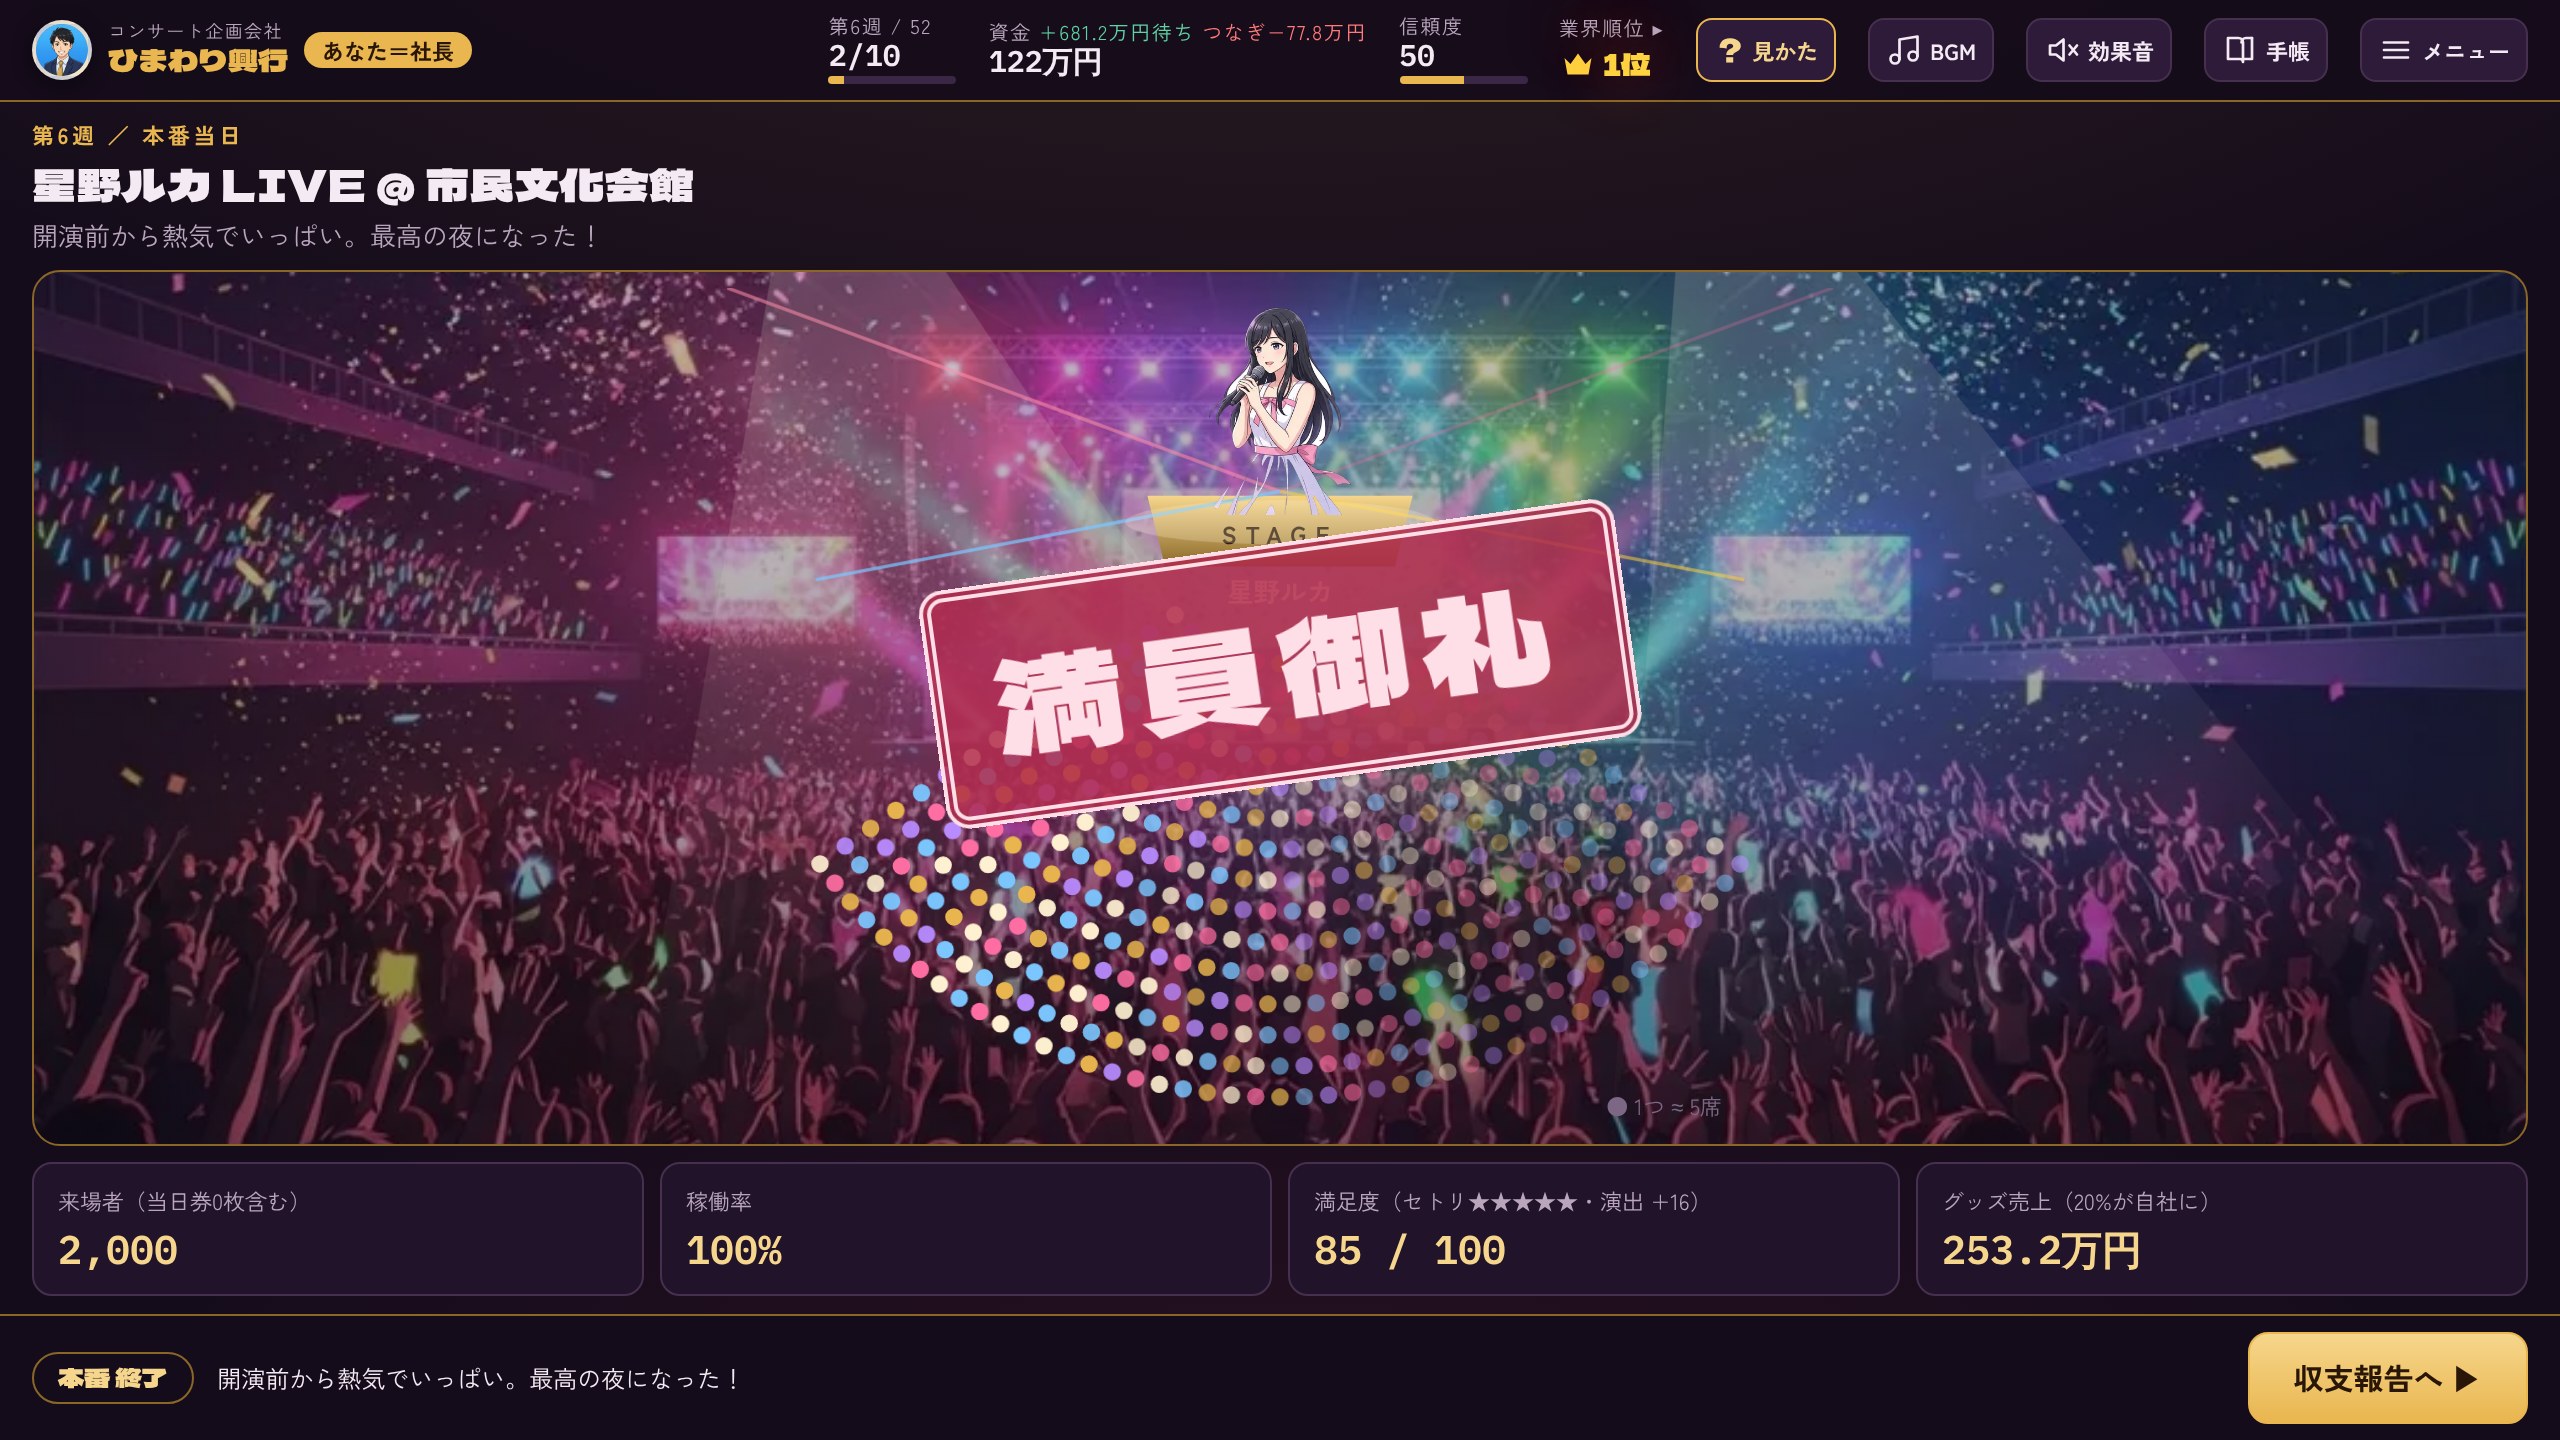 コンサート企画会社
ひまわり興行
あなた＝社長
第6週 / 52
2/10
資金 +681.2万円待ち つなぎ−77.8万円
122万円
信頼度
50
業界順位 ▸
1位
? 見かた
BGM
効果音
手帳
メニュー
第6週 ／ 本番当日
星野ルカ LIVE @ 市民文化会館
開演前から熱気でいっぱい。最高の夜になった！
STAGE
星野ルカ
満員御礼
1つ ≈ 5席
来場者（当日券0枚含む）
2,000
稼働率
100%
満足度（セトリ★★★★★・演出 +16）
85 / 100
グッズ売上（20%が自社に）
253.2万円
本番 終了
開演前から熱気でいっぱい。最高の夜になった！
収支報告へ ▶